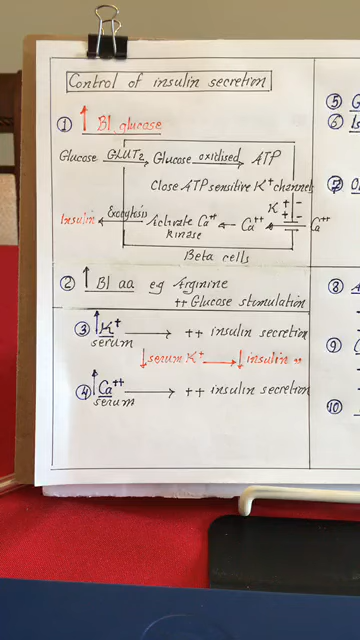 Control of insulin secretion
① ↑ Bl glucose
Glucose GLUT2 → Glucose oxidised → ATP
Close ATP sensitive K+ channel
K+ + -
+ -
Insulin ← Exocytosis Activate Ca++ ← Ca++ ← Ca++
kinase
Beta cells
② ↑ Bl aa eg Arginine
++ Glucose stimulation
③ ↑ K+ → ++ insulin secretion
serum
↓ serum K+ → ↓ insulin "
④ ↑ Ca++ → ++ insulin secretion
serum
⑤ G
⑥
⑦
⑧
⑨
⑩